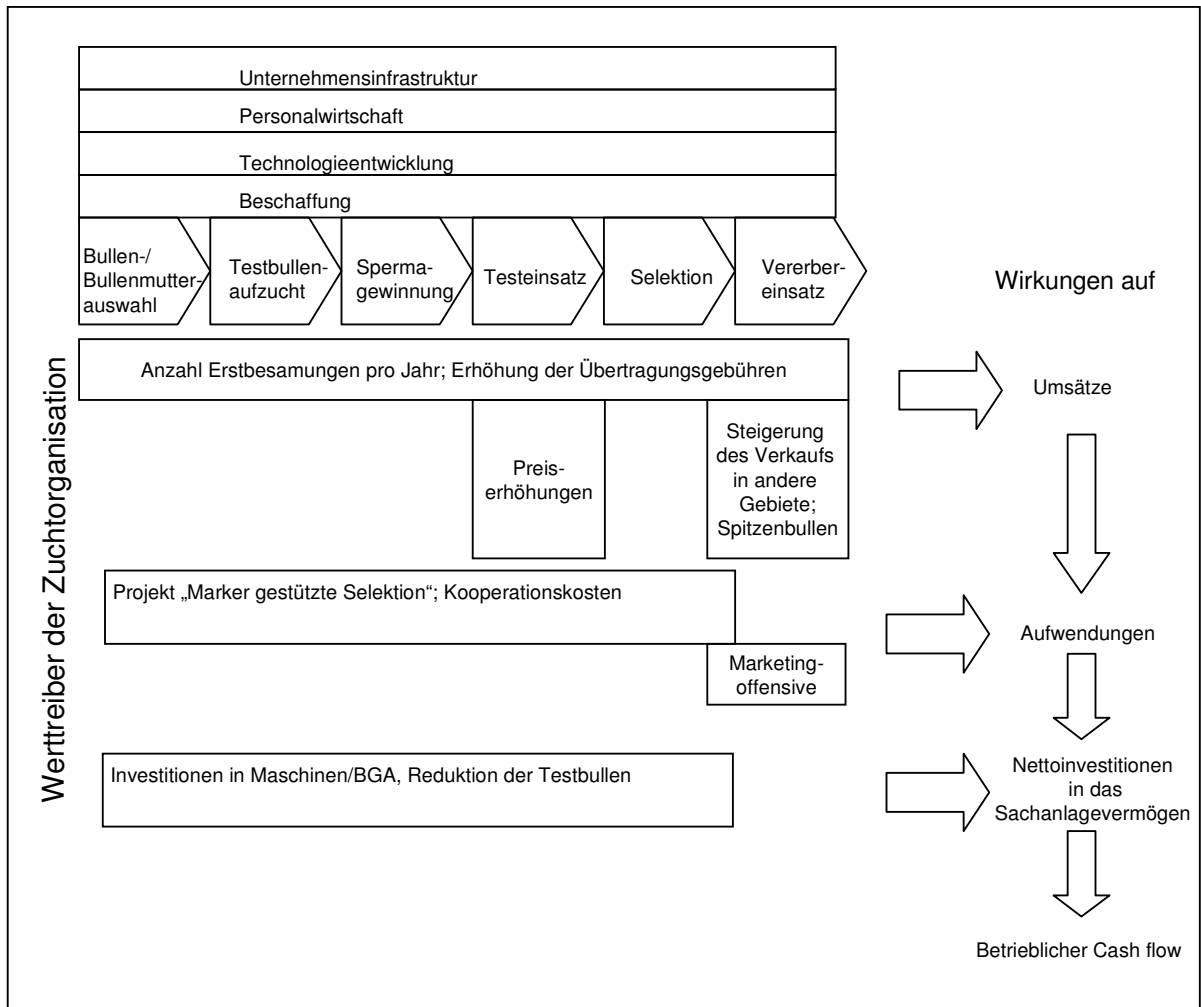 Unternehmensinfrastruktur
Personalwirtschaft
Technologieentwicklung
Beschaffung
Bullen-/
Bullenmutter-
auswahl
Testbullen-
aufzucht
Sperma-
gewinnung
Testeinsatz
Selektion
Vererber-
einsatz
Wirkungen auf
Werttreiber der Zuchtorganisation
Anzahl Erstbesamungen pro Jahr; Erhöhung der Übertragungsgebühren
Umsätze
Preis-
erhöhungen
Steigerung
des Verkaufs
in andere
Gebiete;
Spitzenbullen
Projekt „Marker gestützte Selektion“; Kooperationskosten
Aufwendungen
Marketing-
offensive
Investitionen in Maschinen/BGA, Reduktion der Testbullen
Nettoinvestitionen
in das
Sachanlagevermögen
Betrieblicher Cash flow